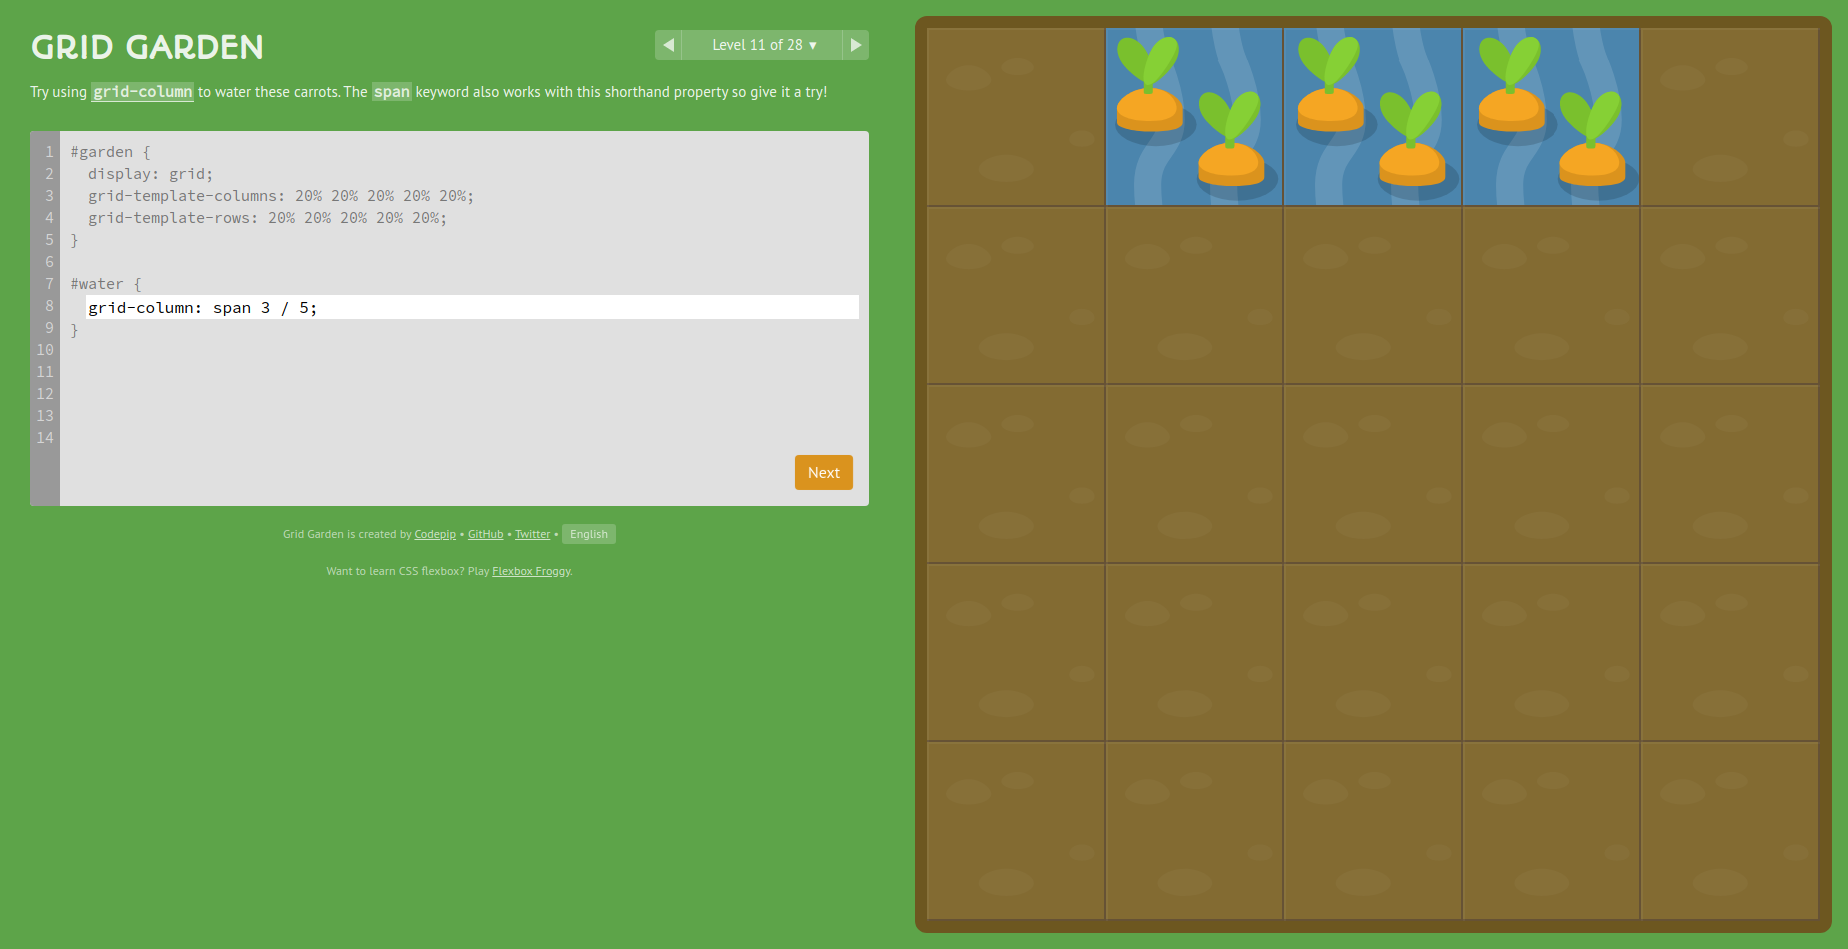 GRID GARDEN
◀ Level 11 of 28 ▼ ▶
Try using grid-column to water these carrots. The span keyword also works with this shorthand property so give it a try!
1 #garden {
2   display: grid;
3   grid-template-columns: 20% 20% 20% 20% 20%;
4   grid-template-rows: 20% 20% 20% 20% 20%;
5 }
6
7 #water {
8   grid-column: span 3 / 5;
9 }
10
11
12
13
14
Next
Grid Garden is created by Codepip • GitHub • Twitter • English
Want to learn CSS flexbox? Play Flexbox Froggy.